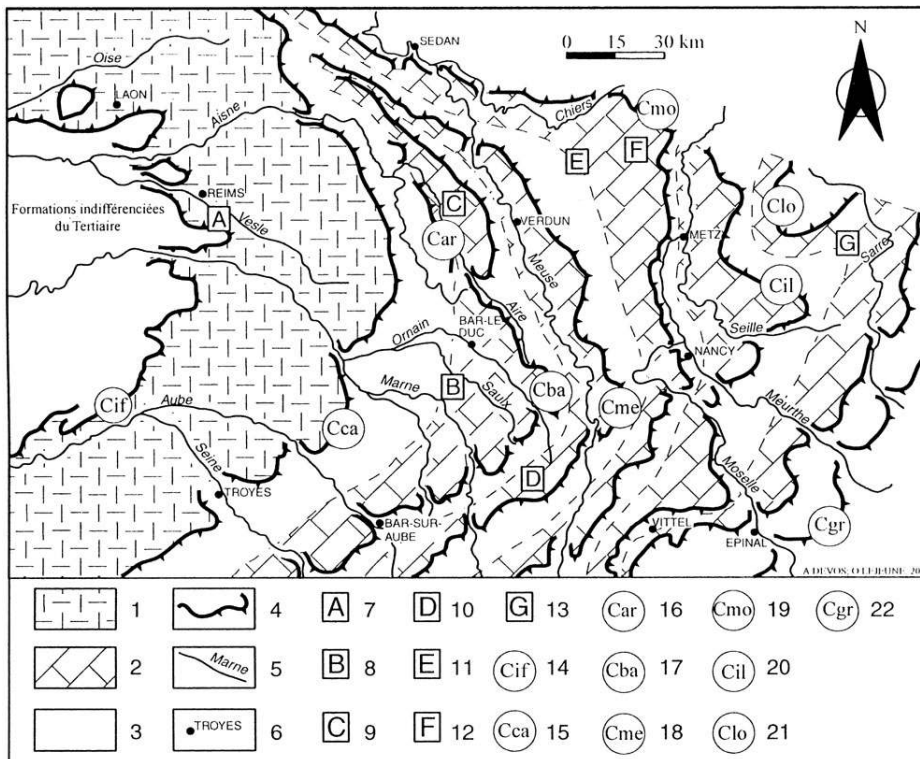 SEDAN
0 15 30 km
N
Oise
LAON
Chiers
Cmo
Aisne
E
F
REIMS
Formations indifférenciées
du Tertiaire
A
Vesle
C
VERDUN
Clo
Car
METZ
G
Sarre
Meuse
Cil
Aire
BAR-LE-
DUC
Ornain
Seille
NANCY
Marne
B
Saulx
Cba
Cme
Meurthe
Cif
Aube
Cca
Seine
D
Moselle
TROYES
BAR-SUR-
AUBE
VITTEL
EPINAL
Cgr
1 4 A 7 D 10 G 13 Car 16 Cmo 19 Cgr 22
2 Marne 5 B 8 E 11 Cif 14 Cba 17 Cil 20
3 TROYES 6 C 9 F 12 Cca 15 Cme 18 Clo 21